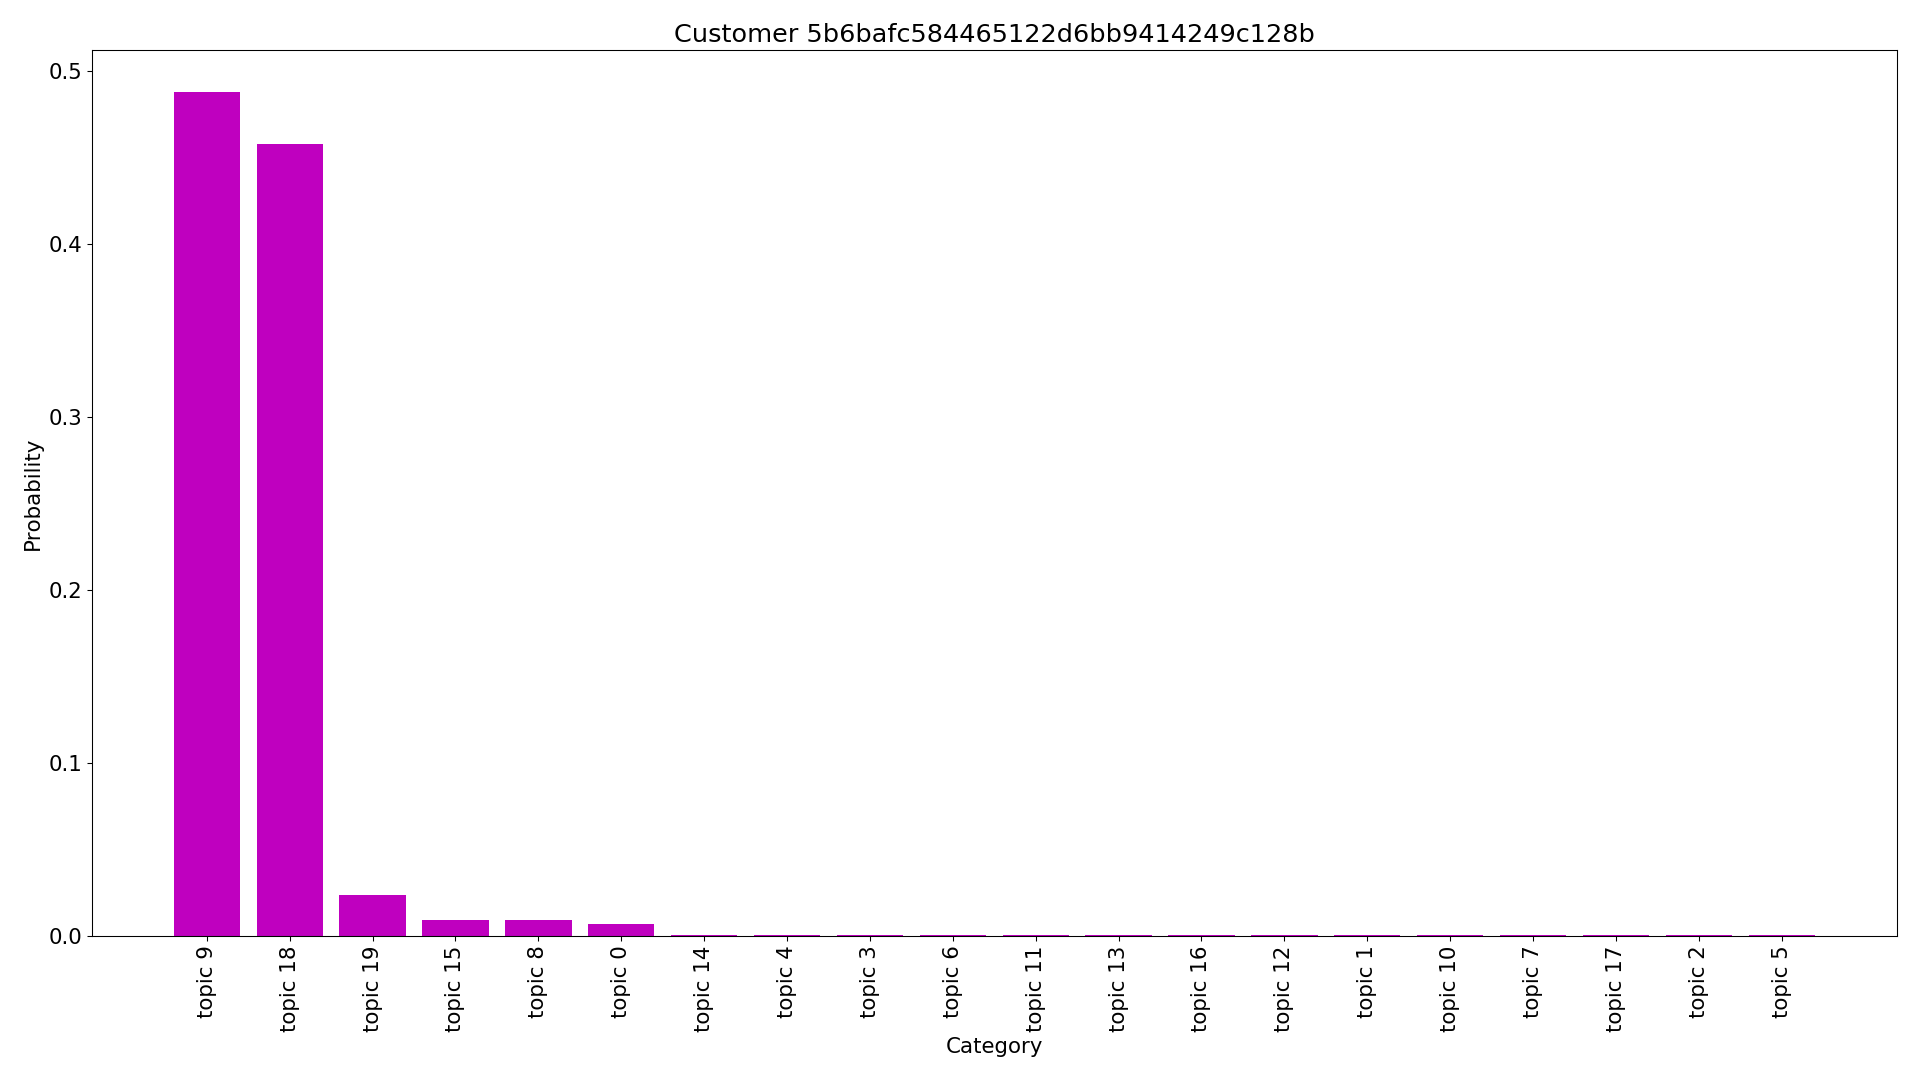 Customer 5b6bafc584465122d6bb9414249c128b
0.5
0.4
0.3
0.2
0.1
0.0
Probability
topic 9
topic 18
topic 19
topic 15
topic 8
topic 0
topic 14
topic 4
topic 3
topic 6
topic 11
topic 13
topic 16
topic 12
topic 1
topic 10
topic 7
topic 17
topic 2
topic 5
Category